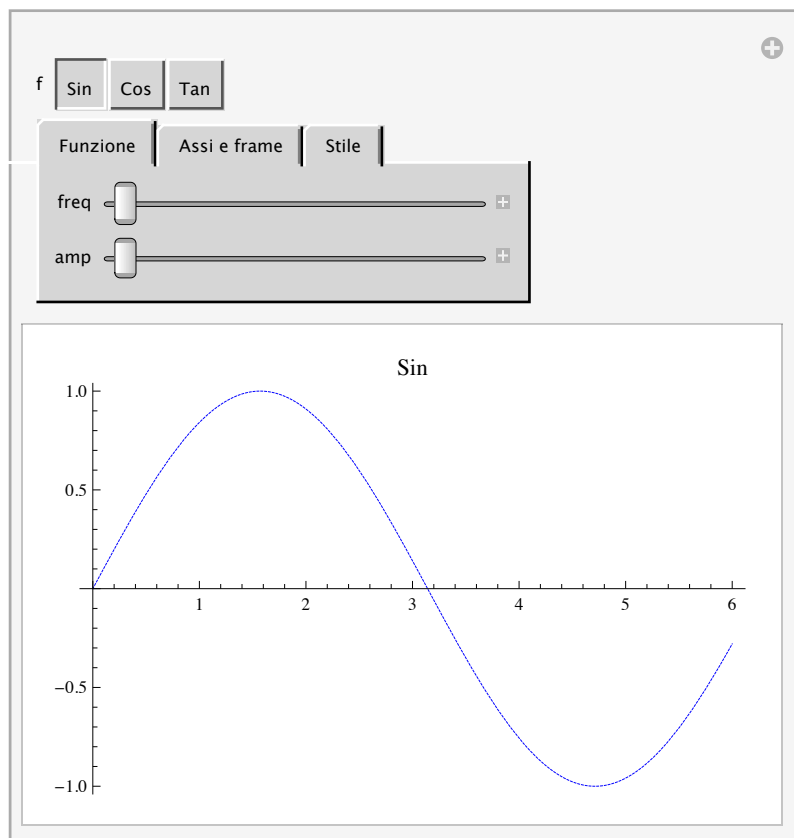 f Sin Cos Tan
Funzione Assi e frame Stile
freq
amp
Sin
1.0
0.5
1 2 3 4 5 6
−0.5
−1.0